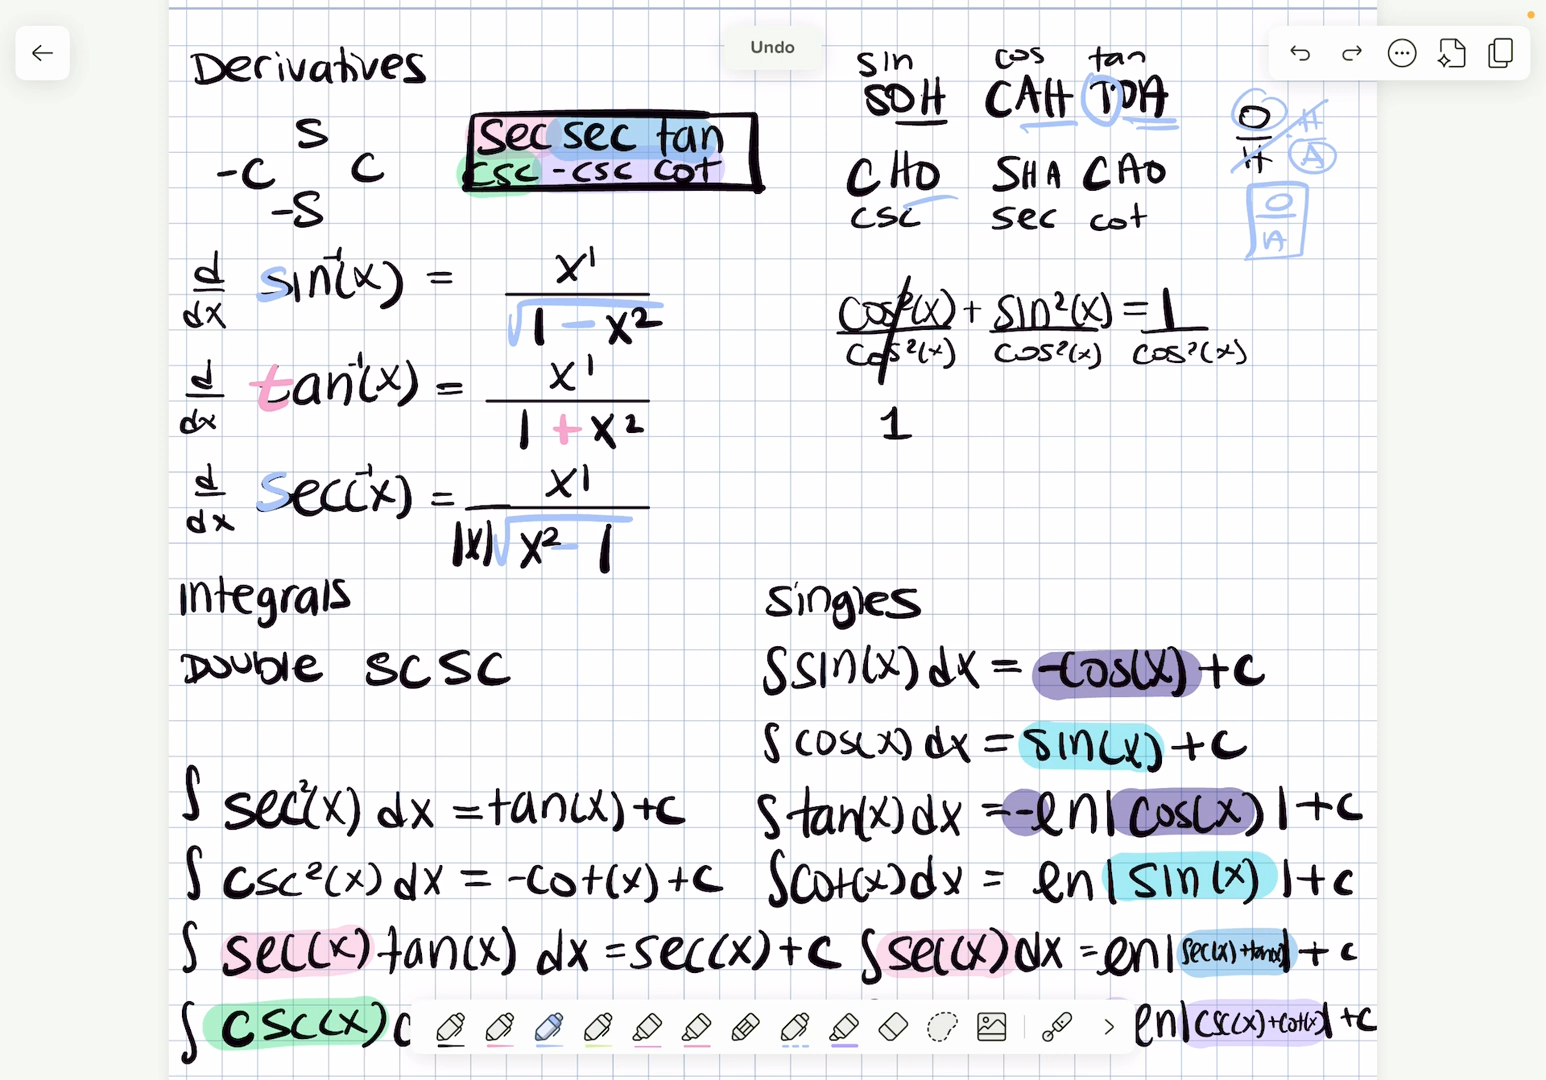 Undo
Derivatives
S
-C C
-S
sec sec tan
csc -csc cot
sin cos tan
SOH CAH TOA
CHO SHA CAO
csc sec cot
O/H H/A
O/A
d/dx sin⁻¹(x) = x'/√(1 - x²)
d/dx tan⁻¹(x) = x'/(1 + x²)
d/dx sec⁻¹(x) = x'/(|x|√(x² - 1))
cos²(x)/cos²(x) + sin²(x)/cos²(x) = 1/cos²(x)
1
Integrals
Double SCSC
∫ sec²(x) dx = tan(x) + C
∫ csc²(x) dx = -cot(x) + C
∫ sec(x) tan(x) dx = sec(x) + C
∫ csc(x) c
Singles
∫ sin(x) dx = -cos(x) + C
∫ cos(x) dx = sin(x) + C
∫ tan(x) dx = -ln|cos(x)| + C
∫ cot(x) dx = ln|sin(x)| + C
∫ sec(x) dx = ln|sec(x) + tan(x)| + C
ln|csc(x) + cot(x)| + C